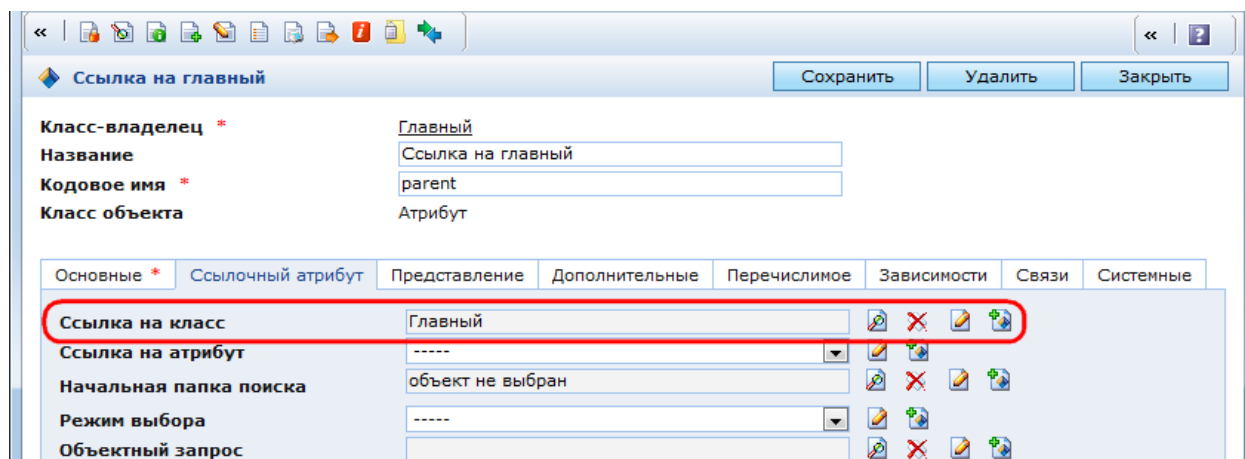 «
«
?
Ссылка на главный Сохранить Удалить Закрыть
Класс-владелец * Главный
Название Ссылка на главный
Кодовое имя * parent
Класс объекта Атрибут
Основные * Ссылочный атрибут Представление Дополнительные Перечислимое Зависимости Связи Системные
Ссылка на класс Главный
Ссылка на атрибут -----
Начальная папка поиска объект не выбран
Режим выбора -----
Объектный запрос